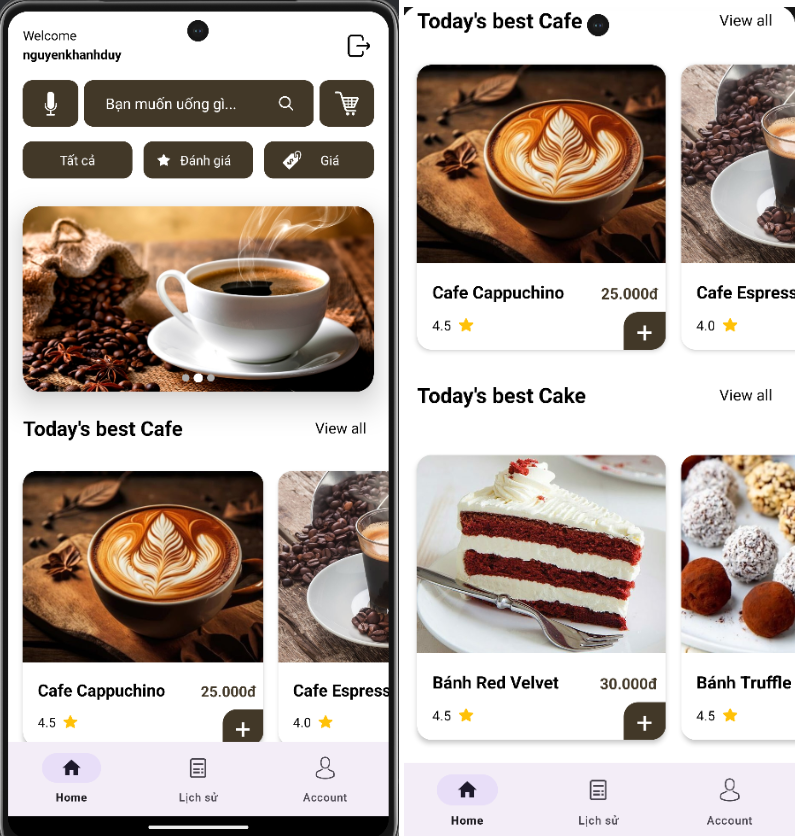 Welcome
nguyenkhanhduy
Bạn muốn uống gì...
Tất cả
Đánh giá
Giá
Today's best Cafe
View all
Cafe Cappuchino
25.000đ
Cafe Espress
4.5
4.0
Home
Lịch sử
Account
Today's best Cafe
View all
Cafe Cappuchino
25.000đ
Cafe Espress
4.5
4.0
Today's best Cake
View all
Bánh Red Velvet
30.000đ
Bánh Truffle
4.5
4.5
Home
Lịch sử
Account